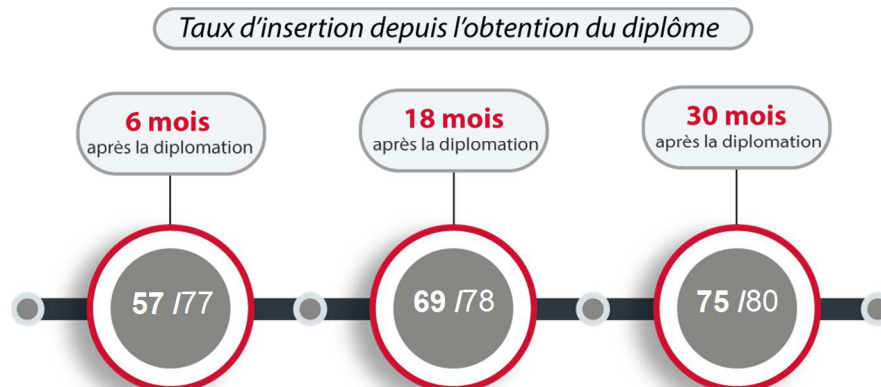 Taux d'insertion depuis l'obtention du diplôme
6 mois
après la diplomation
18 mois
après la diplomation
30 mois
après la diplomation
57 /77
69 /78
75 /80